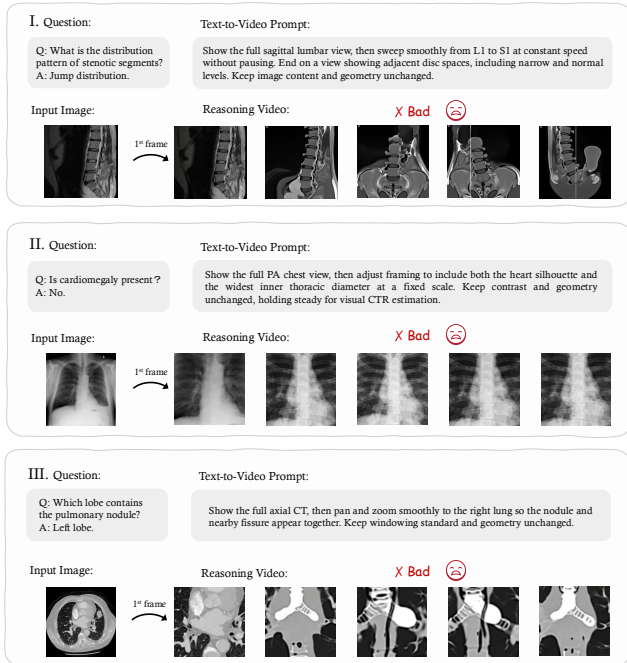 I. Question:
Text-to-Video Prompt:
Q: What is the distribution
pattern of stenotic segments?
A: Jump distribution.
Show the full sagittal lumbar view, then sweep smoothly from L1 to S1 at constant speed
without pausing. End on a view showing adjacent disc spaces, including narrow and normal
levels. Keep image content and geometry unchanged.
Input Image:
Reasoning Video:
✗ Bad
1st frame
II. Question:
Text-to-Video Prompt:
Q: Is cardiomegaly present?
A: No.
Show the full PA chest view, then adjust framing to include both the heart silhouette and
the widest inner thoracic diameter at a fixed scale. Keep contrast and geometry
unchanged, holding steady for visual CTR estimation.
Input Image:
Reasoning Video:
✗ Bad
1st frame
III. Question:
Text-to-Video Prompt:
Q: Which lobe contains
the pulmonary nodule?
A: Left lobe.
Show the full axial CT, then pan and zoom smoothly to the right lung so the nodule and
nearby fissure appear together. Keep windowing standard and geometry unchanged.
Input Image:
Reasoning Video:
✗ Bad
1st frame